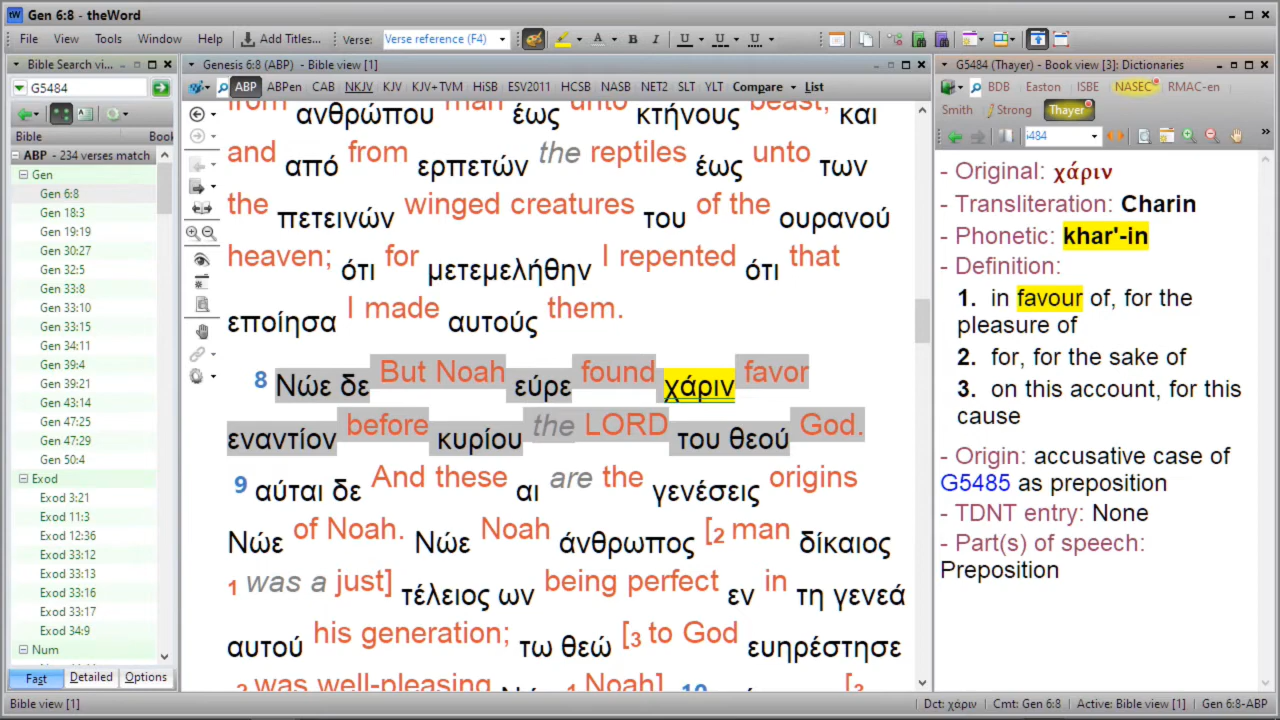 Gen 6:8 - theWord
File View Tools Window Help Add Titles... Verse: Verse reference (F4)
Bible Search vi...
G5484
Bible Book
ABP - 234 verses match
Gen
Gen 6:8
Gen 18:3
Gen 19:19
Gen 30:27
Gen 32:5
Gen 33:8
Gen 33:10
Gen 33:15
Gen 34:11
Gen 39:4
Gen 39:21
Gen 43:14
Gen 47:25
Gen 47:29
Gen 50:4
Exod
Exod 3:21
Exod 11:3
Exod 12:36
Exod 33:12
Exod 33:13
Exod 33:16
Exod 33:17
Exod 34:9
Num
Fast Detailed Options
Genesis 6:8 (ABP) - Bible view [1]
ABP ABPen CAB NKJV KJV KJV+TVM HiSB ESV2011 HCSB NASB NET2 SLT YLT Compare List
from ανθρώπου man έως unto κτήνους beast; και
and από from ερπετών the reptiles έως unto των
the πετεινών winged creatures του of the ουρανού
heaven; ότι for μετεμελήθην I repented ότι that
εποίησα I made αυτούς them.
8 Νώε δε But Noah εύρε found χάριν favor
εναντίον before κυρίου the LORD του θεού God.
9 αύται δε And these αι are the γενέσεις origins
Νώε of Noah. Νώε Noah άνθρωπος [2 man δίκαιος
1 was a just] τέλειος ων being perfect εν in τη γενεά
αυτού his generation; τω θεώ [3 to God ευηρέστησε
2 was well-pleasing Νώε 1 Noah] 10 [3
G5484 (Thayer) - Book view [3]: Dictionaries
BDB Easton ISBE NASEC RMAC-en
Smith Strong Thayer
i484
- Original: χάριν
- Transliteration: Charin
- Phonetic: khar'-in
- Definition:
1. in favour of, for the
pleasure of
2. for, for the sake of
3. on this account, for this
cause
- Origin: accusative case of
G5485 as preposition
- TDNT entry: None
- Part(s) of speech:
Preposition
Bible view [1] Dct: χάριν Cmt: Gen 6:8 Active: Bible view [1] Gen 6:8-ABP